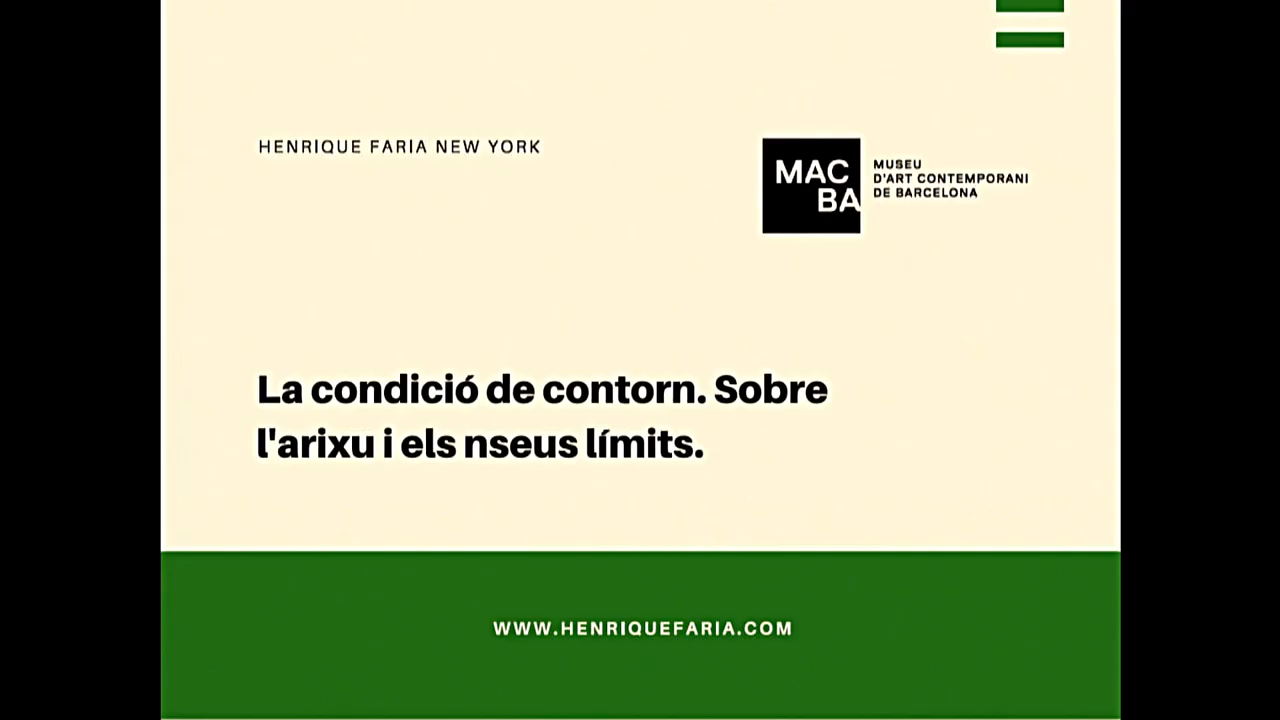 HENRIQUE FARIA NEW YORK
MAC
BA
MUSEU
D'ART CONTEMPORANI
DE BARCELONA
La condició de contorn. Sobre
l'arixu i els nseus límits.
WWW.HENRIQUEFARIA.COM